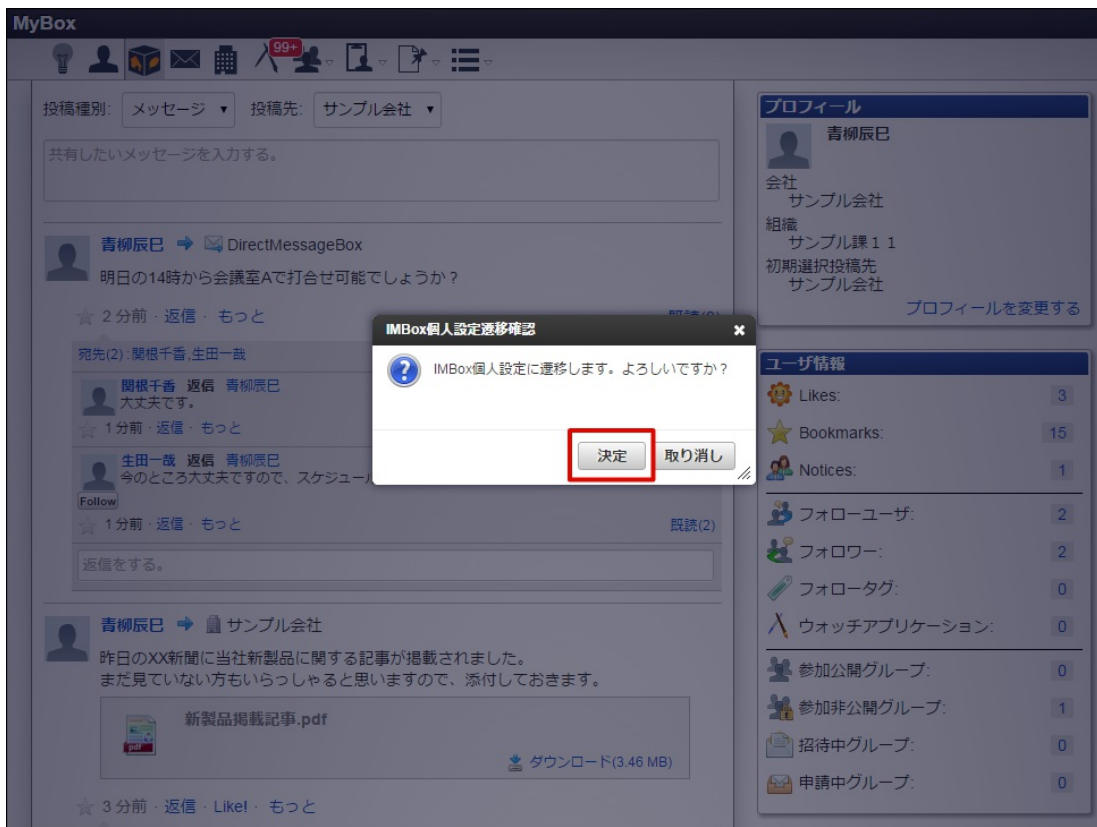 MyBox
99+
投稿種別: メッセージ ▼ 投稿先: サンプル会社 ▼
共有したいメッセージを入力する。
青柳辰巳 DirectMessageBox
明日の14時から会議室Aで打合せ可能でしょうか？
2 分前 · 返信 · もっと
宛先(2) : 関根千香,生田一哉
関根千香 返信 青柳辰巳
大丈夫です。
1 分前 · 返信 · もっと
生田一哉 返信 青柳辰巳
今のところ大丈夫ですので、スケジュール
Follow
1 分前 · 返信 · もっと 既読(2)
返信をする。
青柳辰巳 サンプル会社
昨日のXX新聞に当社新製品に関する記事が掲載されました。
まだ見ていない方もいらっしゃると思いますので、添付しておきます。
pdf
新製品掲載記事.pdf
ダウンロード(3.46 MB)
3 分前 · 返信 · Like! · もっと
IMBox個人設定遷移確認
IMBox個人設定に遷移します。よろしいですか？
決定 取り消し
プロフィール
青柳辰巳
会社
サンプル会社
組織
サンプル課１１
初期選択投稿先
サンプル会社
プロフィールを変更する
ユーザ情報
Likes: 3
Bookmarks: 15
Notices: 1
フォローユーザ: 2
フォロワー: 2
フォロータグ: 0
ウォッチアプリケーション: 0
参加公開グループ: 0
参加非公開グループ: 1
招待中グループ: 0
申請中グループ: 0